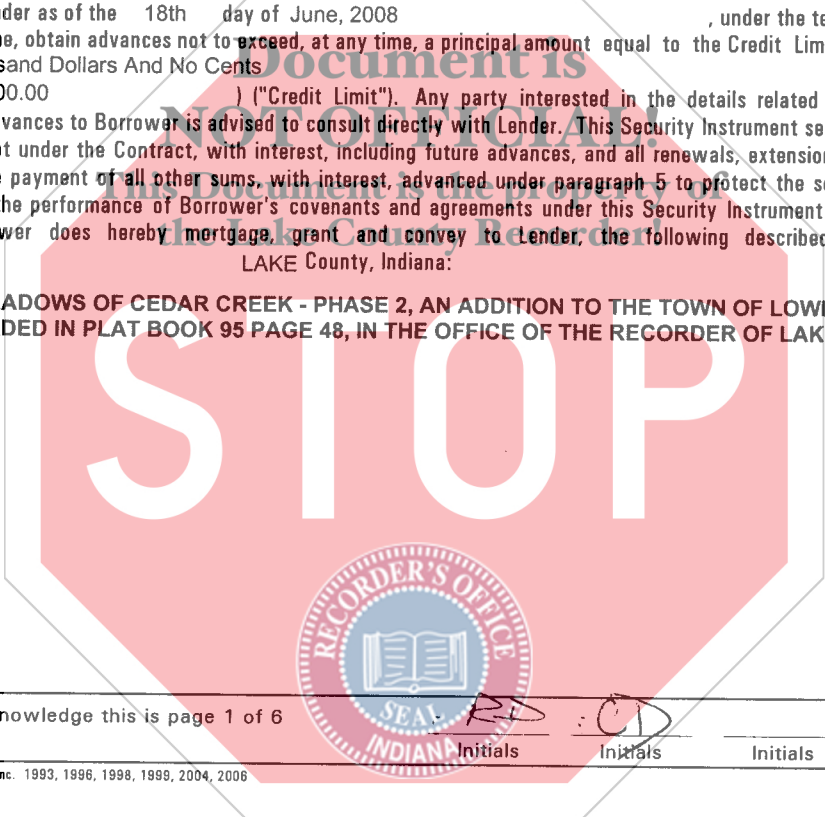 der as of the 18th day of June, 2008 , under the te
e, obtain advances not to exceed, at any time, a principal amount equal to the Credit Lim
sand Dollars And No Cents
Document is
00.00 ) ("Credit Limit"). Any party interested in the details related
NOT OFFICIAL!
vances to Borrower is advised to consult directly with Lender. This Security Instrument se
t under the Contract, with interest, including future advances, and all renewals, extension
e payment of all other sums, with interest, advanced under paragraph 5 to protect the se
This Document is the property of
he performance of Borrower's covenants and agreements under this Security Instrument
wer does hereby mortgage, grant and convey to Lender, the following described
the Lake County Recorder!
LAKE County, Indiana:
ADOWS OF CEDAR CREEK - PHASE 2, AN ADDITION TO THE TOWN OF LOW
DED IN PLAT BOOK 95 PAGE 48, IN THE OFFICE OF THE RECORDER OF LAK
STOP
RECORDER'S OFFICE
SEAL
INDIANA
nowledge this is page 1 of 6 RD CD
Initials Initials Initials
nc. 1993, 1996, 1998, 1999, 2004, 2006